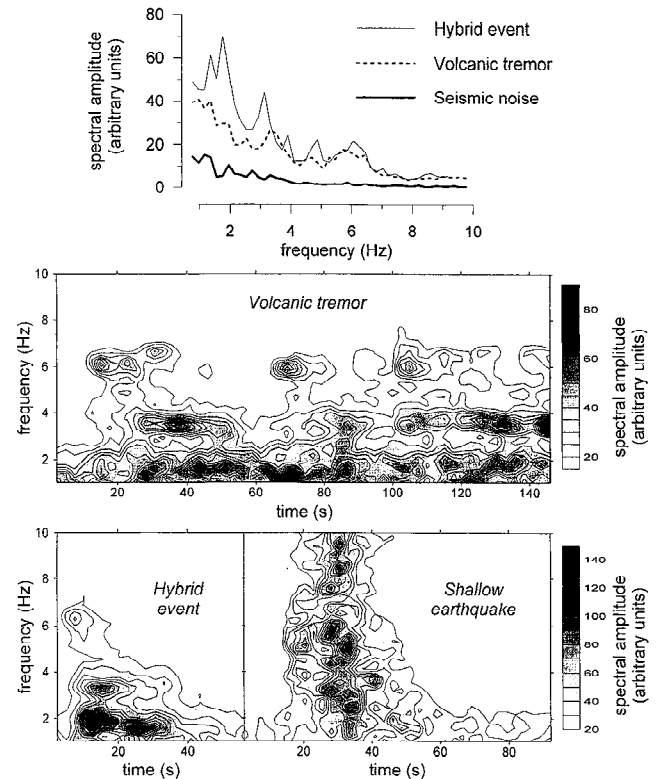 spectral amplitude
(arbitrary units)
80
60
40
20
0
Hybrid event
Volcanic tremor
Seismic noise
2 4 6 8 10
frequency (Hz)
Volcanic tremor
frequency (Hz)
10
8
6
4
2
20 40 60 80 100 120 140
time (s)
80
60
40
20
spectral amplitude
(arbitrary units)
Hybrid
event
frequency (Hz)
10
8
6
4
2
20 40
time (s)
Shallow
earthquake
20 40 60 80
time (s)
140
120
100
80
60
40
20
spectral amplitude
(arbitrary units)